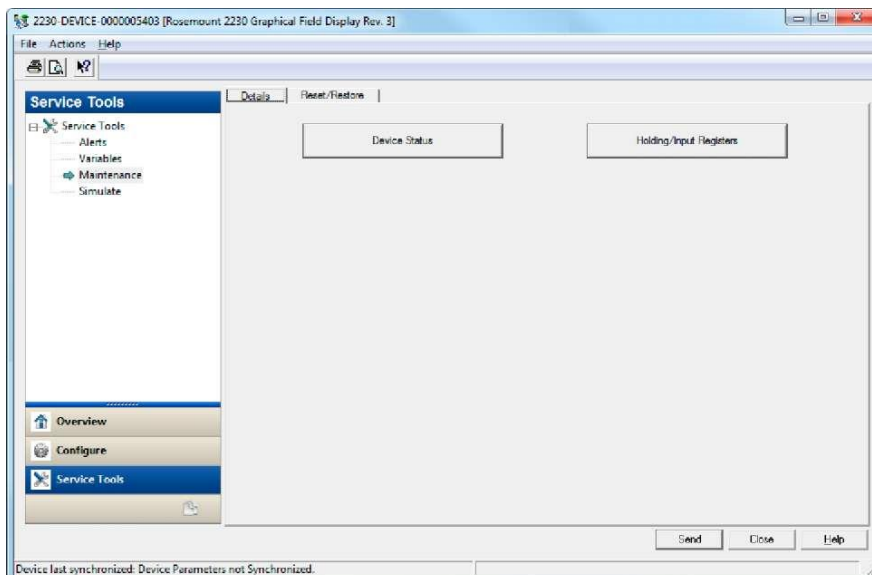 2230-DEVICE-0000005403 [Rosemount 2230 Graphical Field Display Rev. 3]
File Actions Help
Service Tools
Service Tools
Alerts
Variables
Maintenance
Simulate
Overview
Configure
Service Tools
Details Reset/Restore
Device Status Holding/Input Registers
Send Close Help
Device last synchronized: Device Parameters not Synchronized.